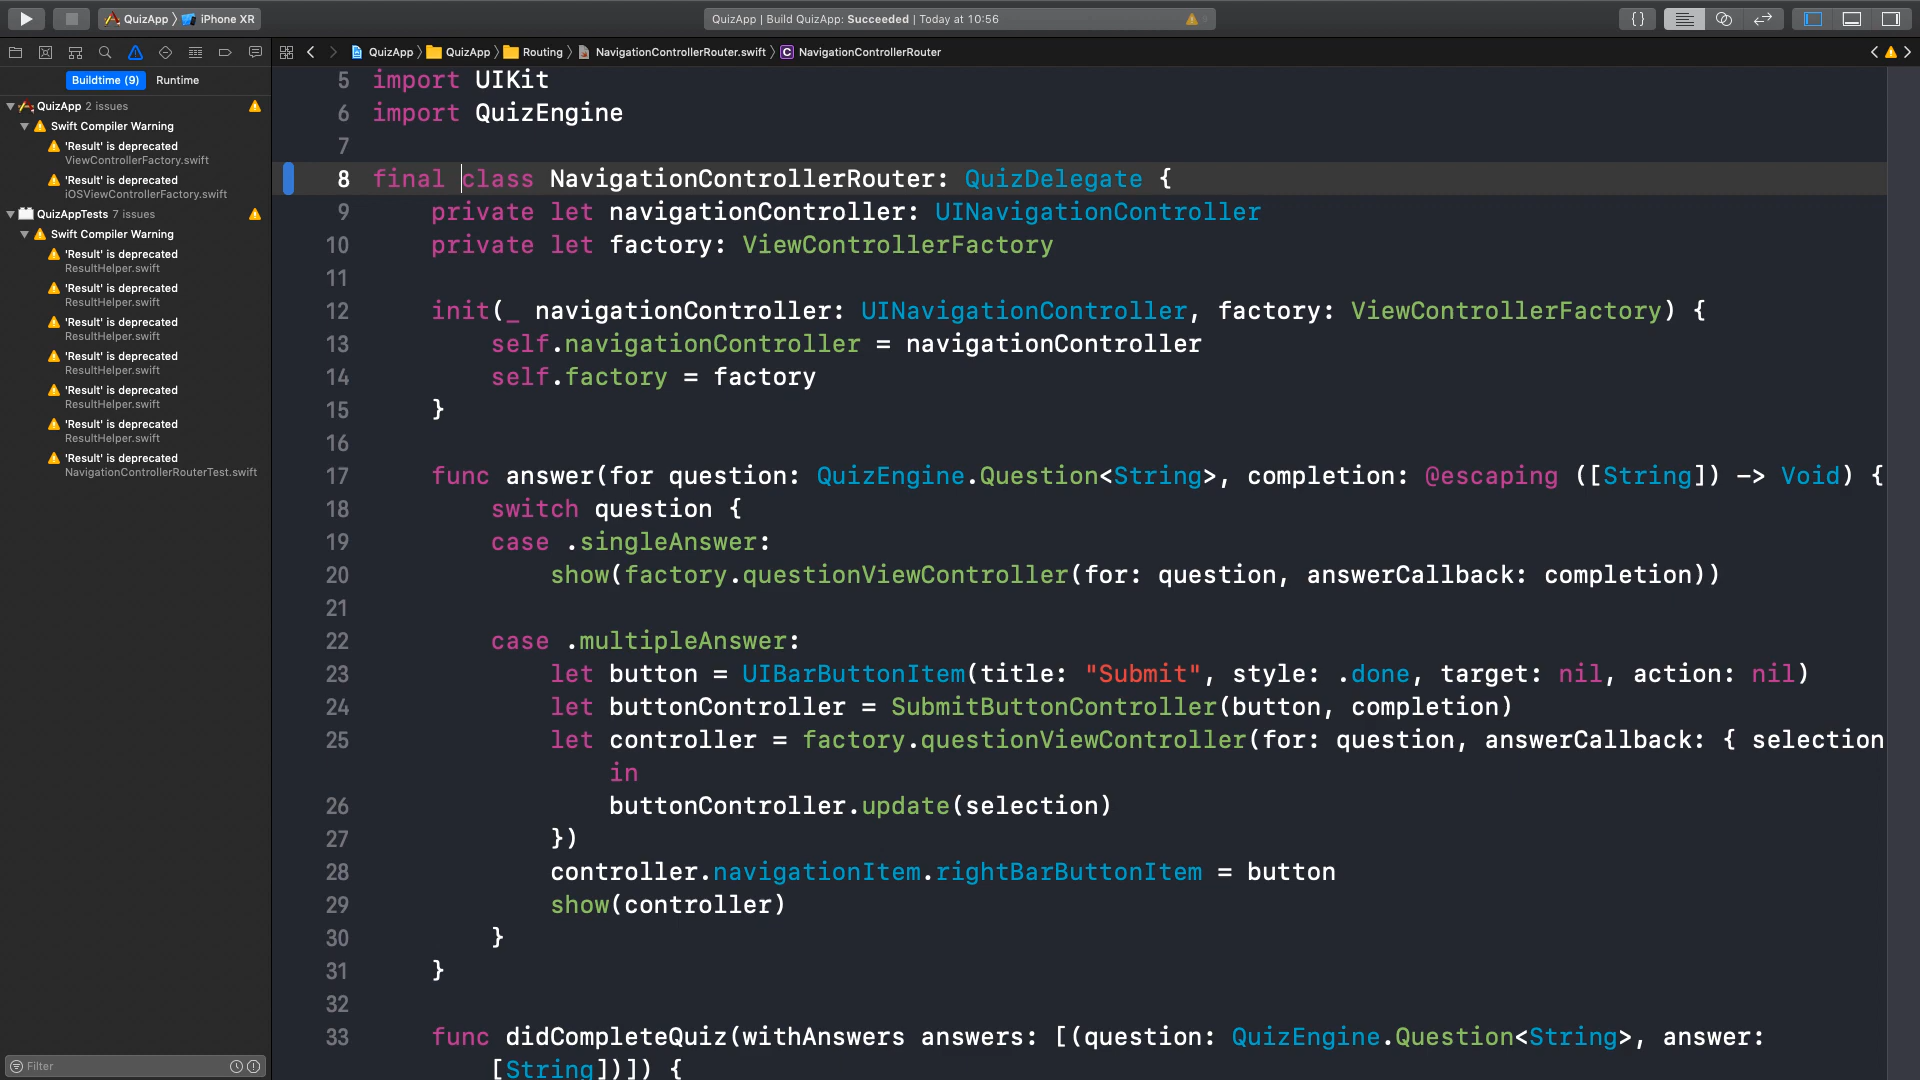 QuizApp iPhone XR
QuizApp | Build QuizApp: Succeeded | Today at 10:56
{}
QuizApp QuizApp Routing NavigationControllerRouter.swift C NavigationControllerRouter
Buildtime (9) Runtime
QuizApp 2 issues
Swift Compiler Warning
'Result' is deprecated
ViewControllerFactory.swift
'Result' is deprecated
iOSViewControllerFactory.swift
QuizAppTests 7 issues
Swift Compiler Warning
'Result' is deprecated
ResultHelper.swift
'Result' is deprecated
ResultHelper.swift
'Result' is deprecated
ResultHelper.swift
'Result' is deprecated
ResultHelper.swift
'Result' is deprecated
ResultHelper.swift
'Result' is deprecated
ResultHelper.swift
'Result' is deprecated
NavigationControllerRouterTest.swift
Filter
5 import UIKit
6 import QuizEngine
7
8 final class NavigationControllerRouter: QuizDelegate {
9 private let navigationController: UINavigationController
10 private let factory: ViewControllerFactory
11
12 init(_ navigationController: UINavigationController, factory: ViewControllerFactory) {
13 self.navigationController = navigationController
14 self.factory = factory
15 }
16
17 func answer(for question: QuizEngine.Question<String>, completion: @escaping ([String]) -> Void) {
18 switch question {
19 case .singleAnswer:
20 show(factory.questionViewController(for: question, answerCallback: completion))
21
22 case .multipleAnswer:
23 let button = UIBarButtonItem(title: "Submit", style: .done, target: nil, action: nil)
24 let buttonController = SubmitButtonController(button, completion)
25 let controller = factory.questionViewController(for: question, answerCallback: { selection
in
26 buttonController.update(selection)
27 })
28 controller.navigationItem.rightBarButtonItem = button
29 show(controller)
30 }
31 }
32
33 func didCompleteQuiz(withAnswers answers: [(question: QuizEngine.Question<String>, answer:
[String])]) {